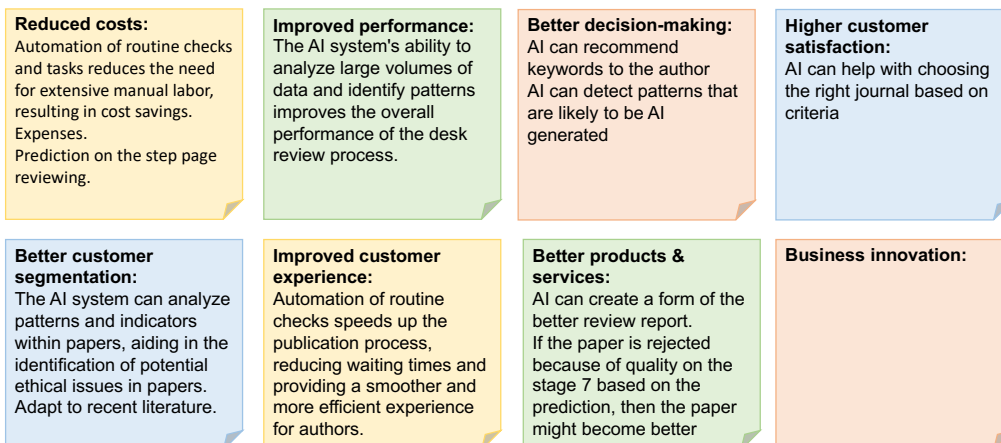 Reduced costs:
Automation of routine checks
and tasks reduces the need
for extensive manual labor,
resulting in cost savings.
Expenses.
Prediction on the step page
reviewing.
Improved performance:
The AI system's ability to
analyze large volumes of
data and identify patterns
improves the overall
performance of the desk
review process.
Better decision-making:
AI can recommend
keywords to the author
AI can detect patterns that
are likely to be AI
generated
Higher customer
satisfaction:
AI can help with choosing
the right journal based on
criteria
Better customer
segmentation:
The AI system can analyze
patterns and indicators
within papers, aiding in the
identification of potential
ethical issues in papers.
Adapt to recent literature.
Improved customer
experience:
Automation of routine
checks speeds up the
publication process,
reducing waiting times and
providing a smoother and
more efficient experience
for authors.
Better products &
services:
AI can create a form of the
better review report.
If the paper is rejected
because of quality on the
stage 7 based on the
prediction, then the paper
might become better
Business innovation: